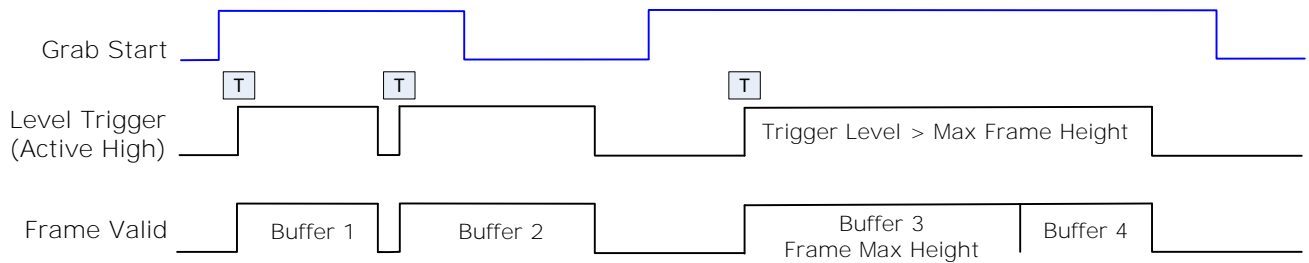 Grab Start
T
T
T
Level Trigger
(Active High)
Trigger Level > Max Frame Height
Frame Valid
Buffer 1
Buffer 2
Buffer 3
Frame Max Height
Buffer 4